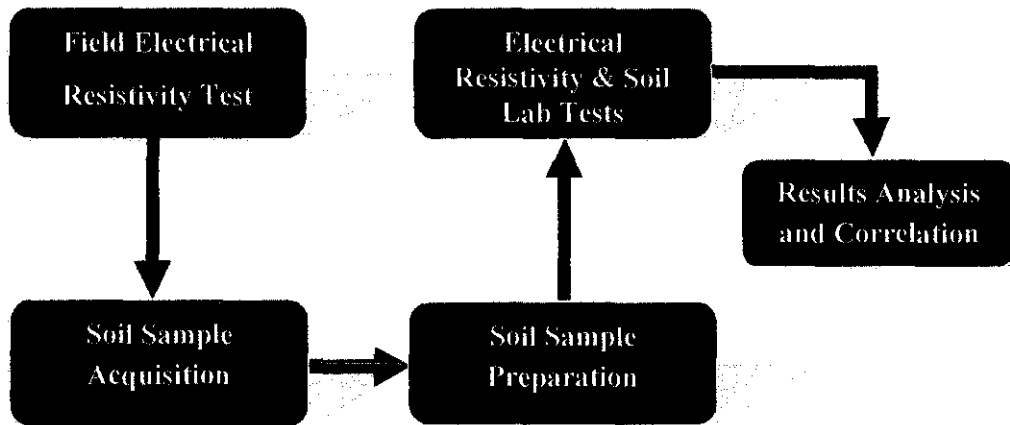 Field Electrical
Resistivity Test
Soil Sample
Acquisition
Soil Sample
Preparation
Electrical
Resistivity & Soil
Lab Tests
Results Analysis
and Correlation